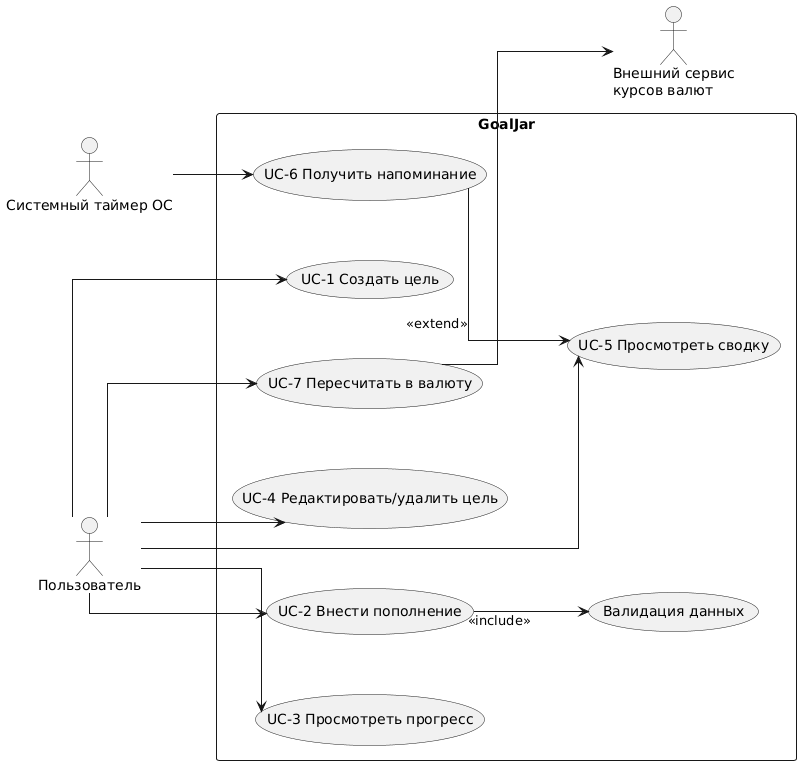 Внешний сервис
курсов валют
GoalJar
UC-6 Получить напоминание
Системный таймер ОС
UC-1 Создать цель
«extend»
UC-5 Просмотреть сводку
UC-7 Пересчитать в валюту
UC-4 Редактировать/удалить цель
Пользователь
UC-2 Внести пополнение
«include»
Валидация данных
UC-3 Просмотреть прогресс